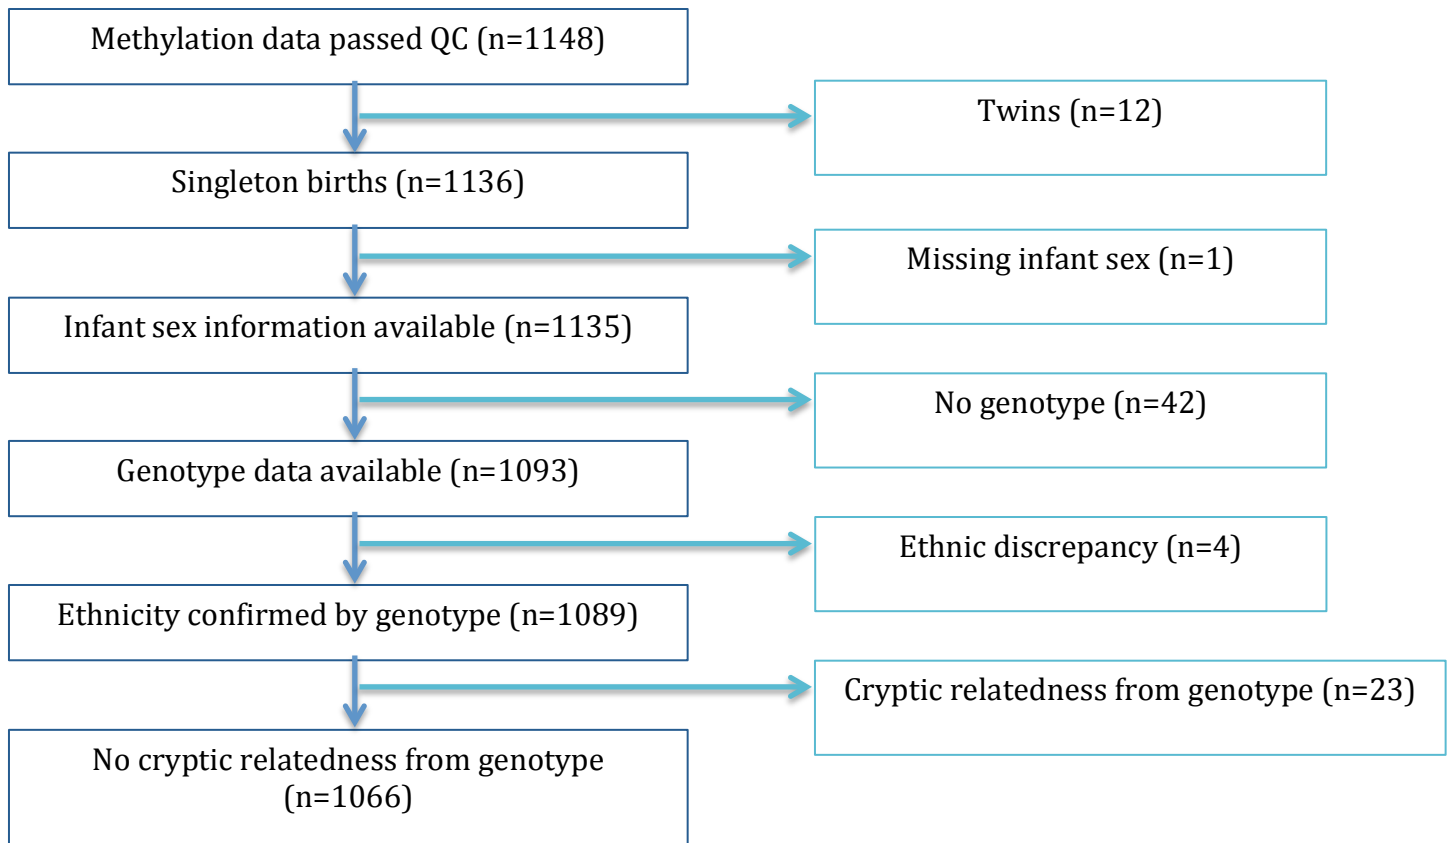 Methylation data passed QC (n=1148)
Twins (n=12)
Singleton births (n=1136)
Missing infant sex (n=1)
Infant sex information available (n=1135)
No genotype (n=42)
Genotype data available (n=1093)
Ethnic discrepancy (n=4)
Ethnicity confirmed by genotype (n=1089)
Cryptic relatedness from genotype (n=23)
No cryptic relatedness from genotype
(n=1066)